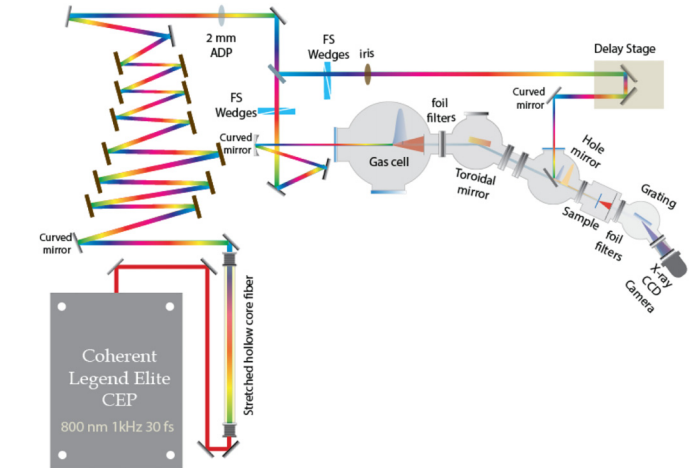 2 mm
ADP
FS
Wedges
iris
Delay Stage
FS
Wedges
Curved
mirror
foil
filters
Curved
mirror
Gas cell
Toroidal
mirror
Hole
mirror
Sample
foil
filters
Grating
X-ray
CCD
Camera
Curved
mirror
Stretched hollow core fiber
Coherent
Legend Elite
CEP
800 nm 1kHz 30 fs